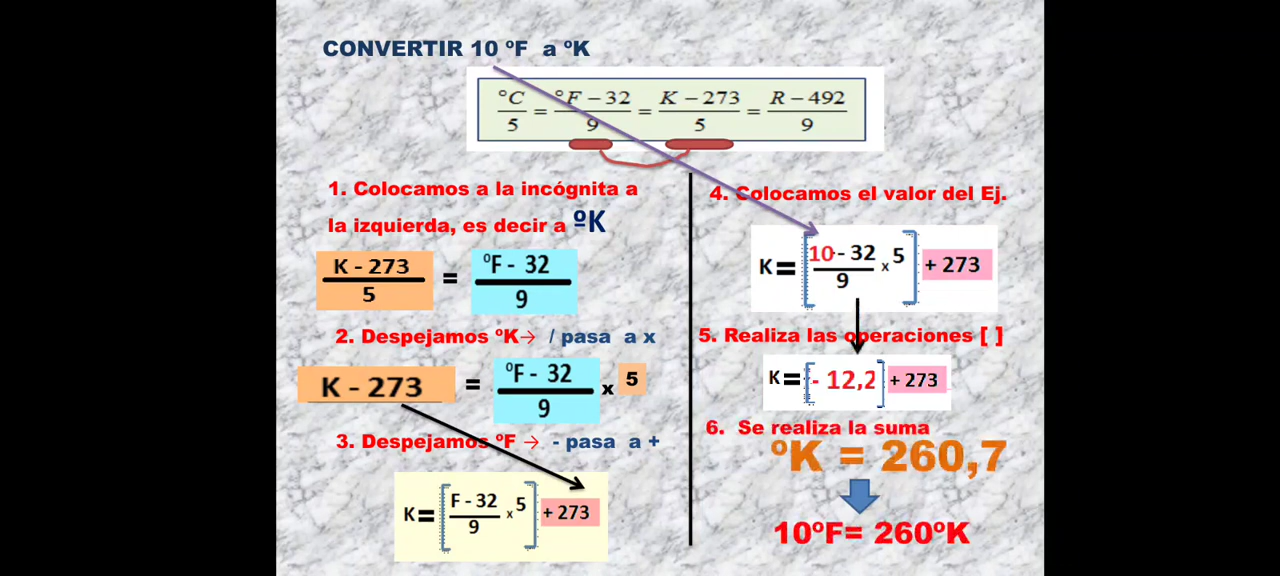 CONVERTIR 10 ºF a ºK
°C/5 = °F − 32/9 = K − 273/5 = R − 492/9
1. Colocamos a la incógnita a
la izquierda, es decir a ºK
K - 273/5 = ºF - 32/9
2. Despejamos ºK→ / pasa a x
K - 273 = ºF - 32/9 x 5
3. Despejamos ºF → - pasa a +
K = [F - 32/9 x 5] + 273
4. Colocamos el valor del Ej.
K = [10 - 32/9 x 5] + 273
5. Realiza las operaciones [ ]
K = [- 12,2] + 273
6. Se realiza la suma
ºK = 260,7
10ºF= 260ºK